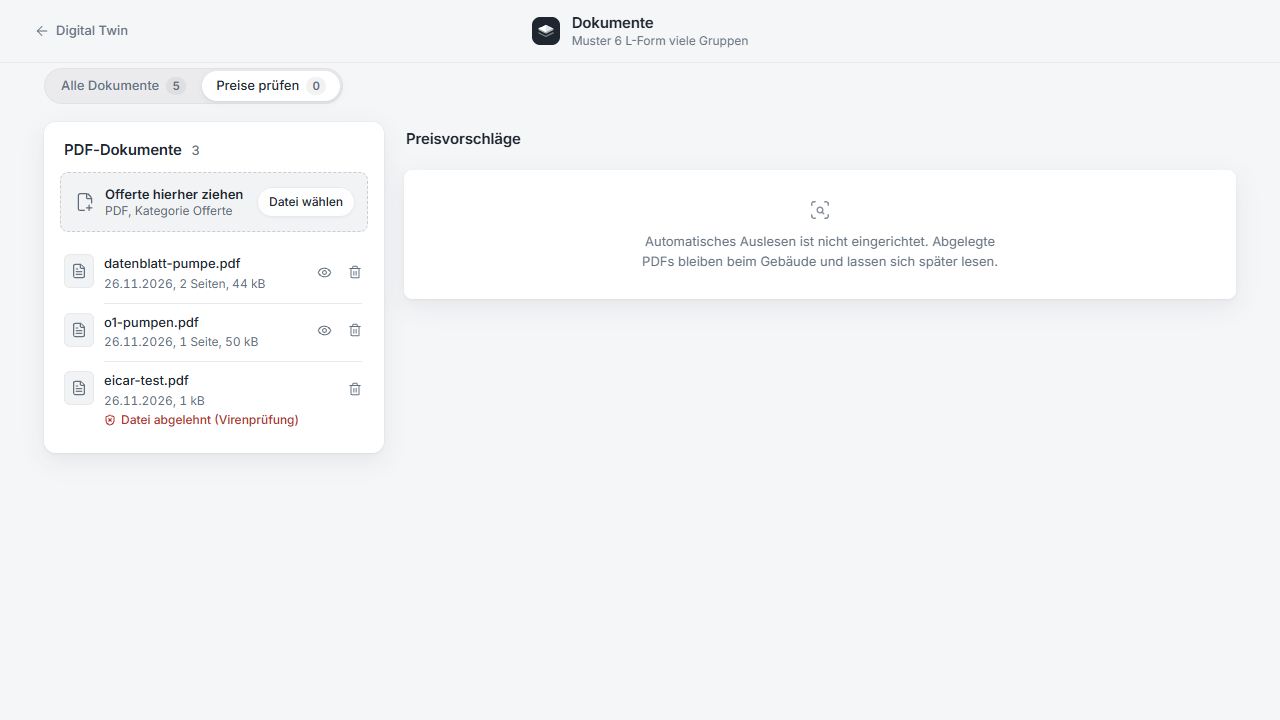 Digital Twin
Dokumente
Muster 6 L-Form viele Gruppen
Alle Dokumente 5
Preise prüfen 0
PDF-Dokumente 3
Offerte hierher ziehen
PDF, Kategorie Offerte
Datei wählen
datenblatt-pumpe.pdf
26.11.2026, 2 Seiten, 44 kB
o1-pumpen.pdf
26.11.2026, 1 Seite, 50 kB
eicar-test.pdf
26.11.2026, 1 kB
Datei abgelehnt (Virenprüfung)
Preisvorschläge
Automatisches Auslesen ist nicht eingerichtet. Abgelegte
PDFs bleiben beim Gebäude und lassen sich später lesen.